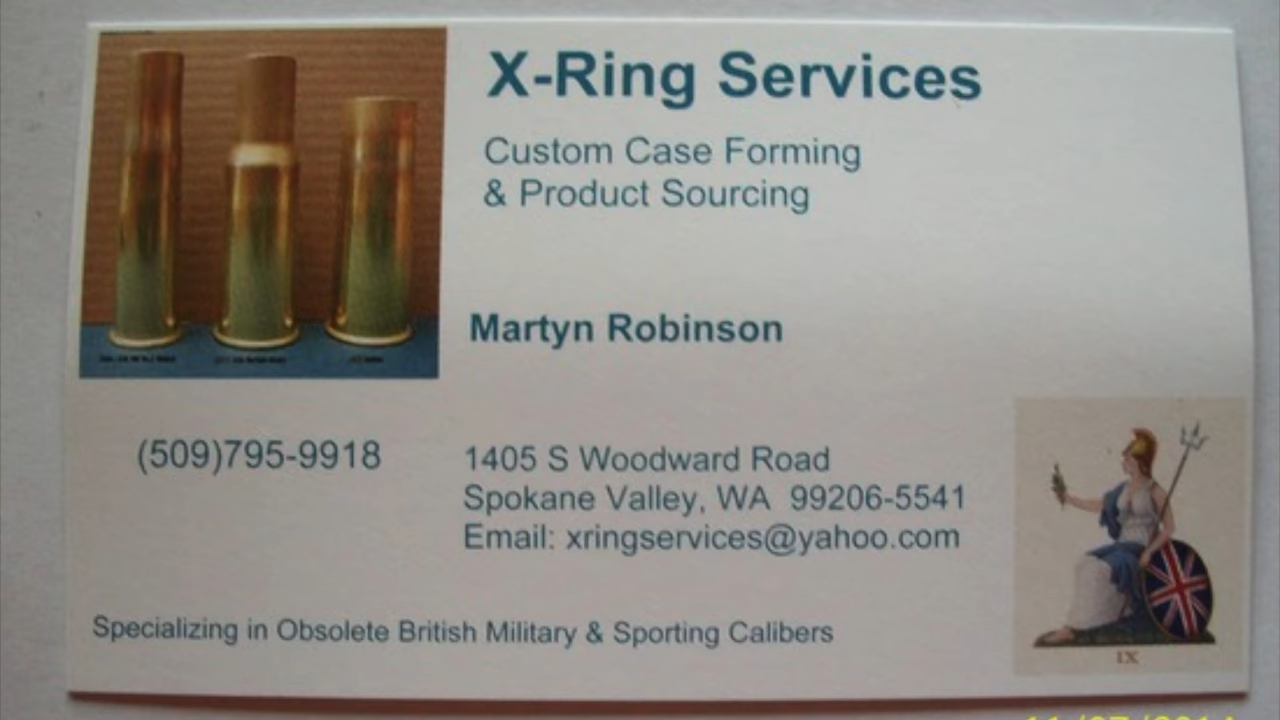 X-Ring Services
Custom Case Forming
& Product Sourcing
Martyn Robinson
(509)795-9918
1405 S Woodward Road
Spokane Valley, WA 99206-5541
Email: xringservices@yahoo.com
Specializing in Obsolete British Military & Sporting Calibers
IX